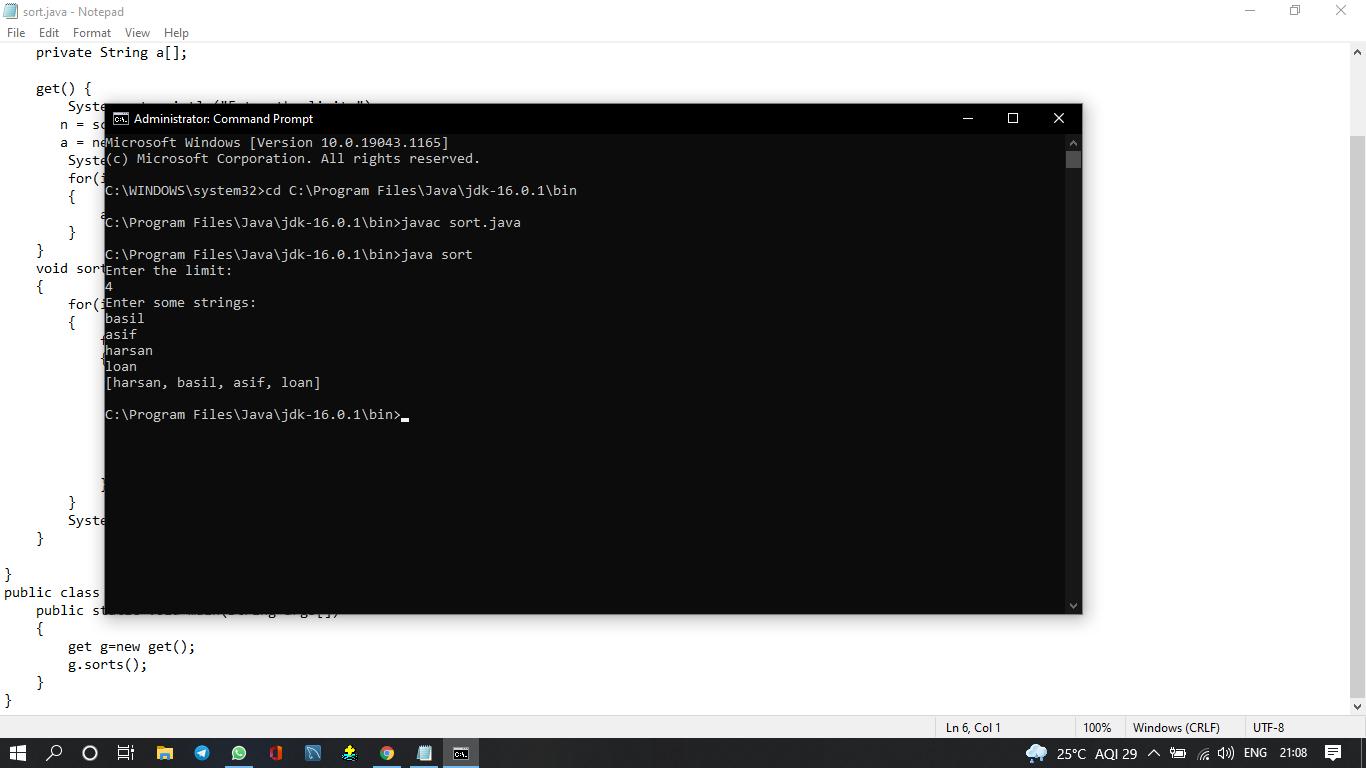 sort.java - Notepad
File Edit Format View Help
private String a[];
get() {
Syste
n = sc
a = ne
Syste
for(i
{
a
}
}
void sort
{
for(i
{
}
}
Syste
}
}
public class
public static void main(String args[])
{
get g=new get();
g.sorts();
}
}
Administrator: Command Prompt
Microsoft Windows [Version 10.0.19043.1165]
(c) Microsoft Corporation. All rights reserved.
C:\WINDOWS\system32>cd C:\Program Files\Java\jdk-16.0.1\bin
C:\Program Files\Java\jdk-16.0.1\bin>javac sort.java
C:\Program Files\Java\jdk-16.0.1\bin>java sort
Enter the limit:
4
Enter some strings:
basil
asif
harsan
loan
[harsan, basil, asif, loan]
C:\Program Files\Java\jdk-16.0.1\bin>
Ln 6, Col 1 100% Windows (CRLF) UTF-8
25°C AQI 29 ENG 21:08